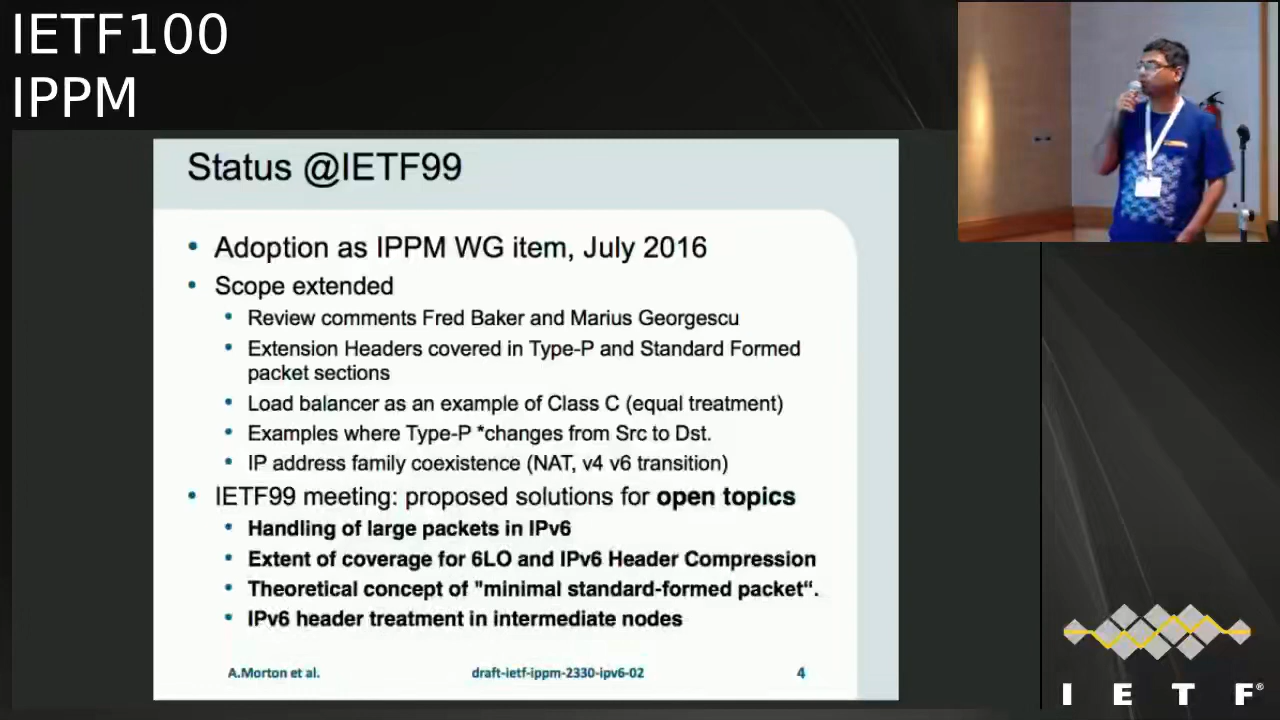 IETF100
IPPM
Status @IETF99
• Adoption as IPPM WG item, July 2016
• Scope extended
• Review comments Fred Baker and Marius Georgescu
• Extension Headers covered in Type-P and Standard Formed
packet sections
• Load balancer as an example of Class C (equal treatment)
• Examples where Type-P *changes from Src to Dst.
• IP address family coexistence (NAT, v4 v6 transition)
• IETF99 meeting: proposed solutions for open topics
• Handling of large packets in IPv6
• Extent of coverage for 6LO and IPv6 Header Compression
• Theoretical concept of "minimal standard-formed packet“.
• IPv6 header treatment in intermediate nodes
A.Morton et al. draft-ietf-ippm-2330-ipv6-02 4
I E T F®